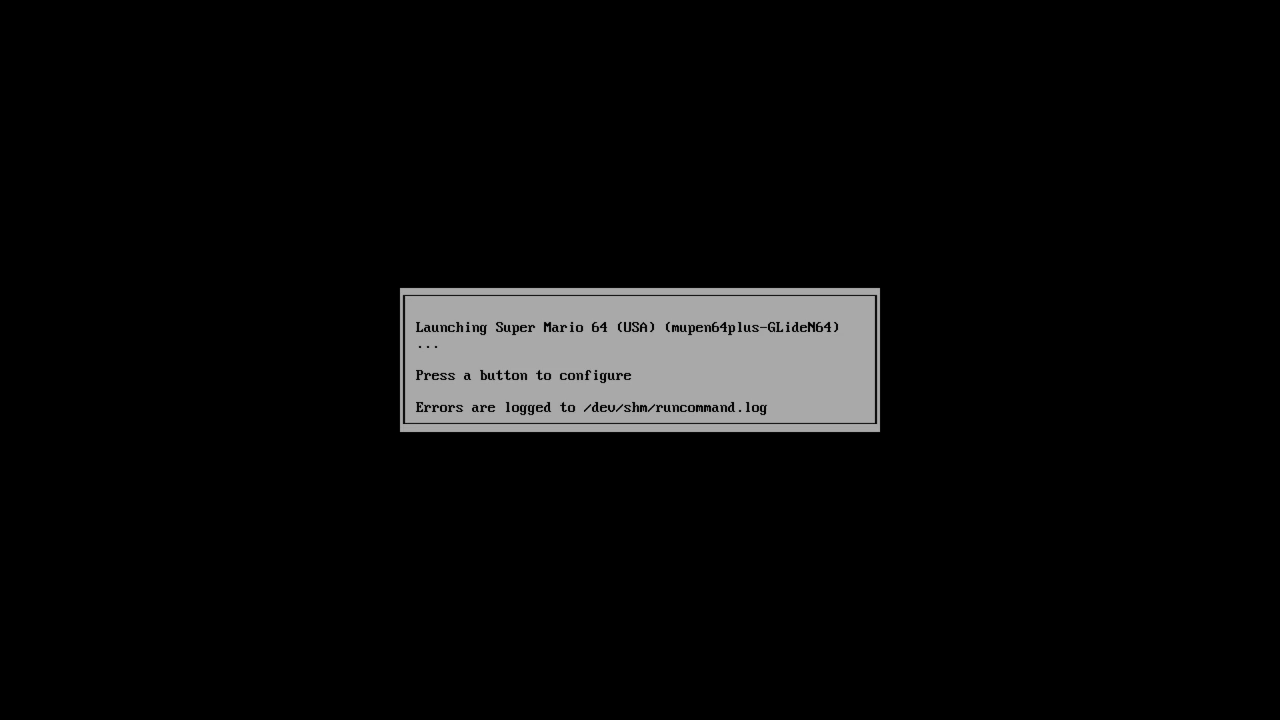 Launching Super Mario 64 (USA) (mupen64plus-GLideN64)
...
Press a button to configure
Errors are logged to /dev/shm/runcommand.log